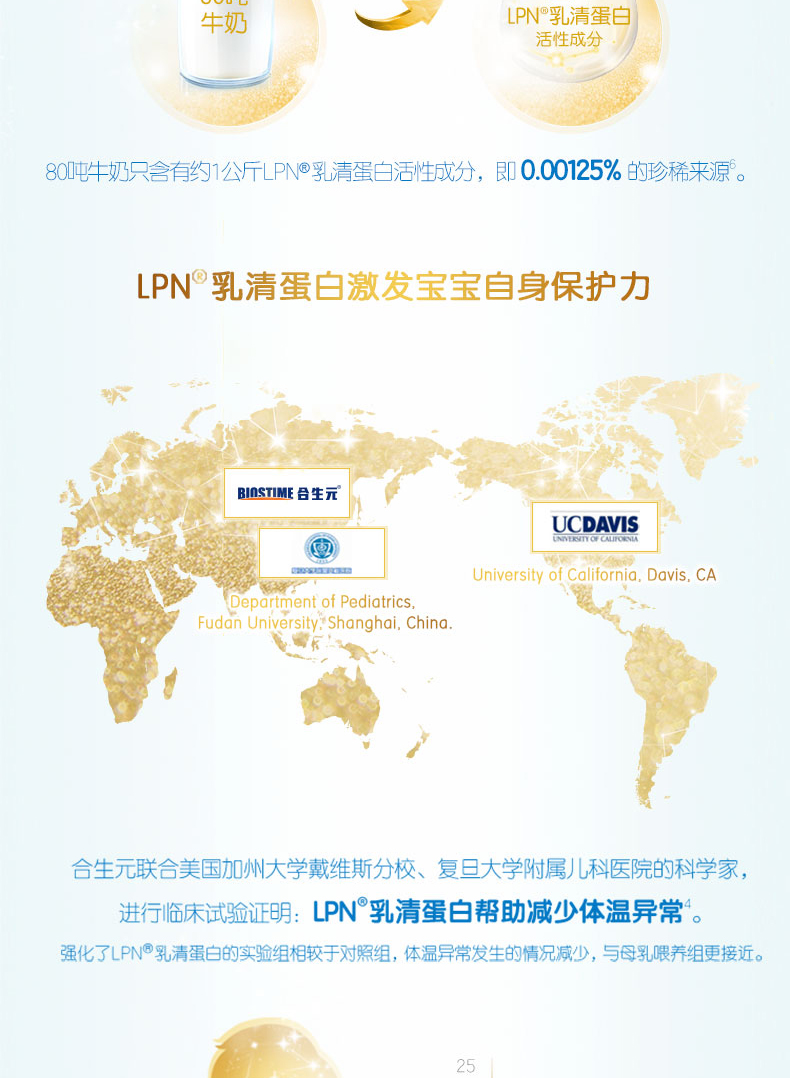 牛奶
LPN®乳清蛋白
活性成分
80吨牛奶只含有约1公斤LPN®乳清蛋白活性成分，即0.00125%的珍稀来源6。
LPN®乳清蛋白激发宝宝自身保护力
BIOSTIME 合生元®
UCDAVIS
UNIVERSITY OF CALIFORNIA
University of California, Davis, CA
Department of Pediatrics,
Fudan University, Shanghai, China.
合生元联合美国加州大学戴维斯分校、复旦大学附属儿科医院的科学家，
进行临床试验证明：LPN®乳清蛋白帮助减少体温异常4。
强化了LPN®乳清蛋白的实验组相较于对照组，体温异常发生的情况减少，与母乳喂养组更接近。
25